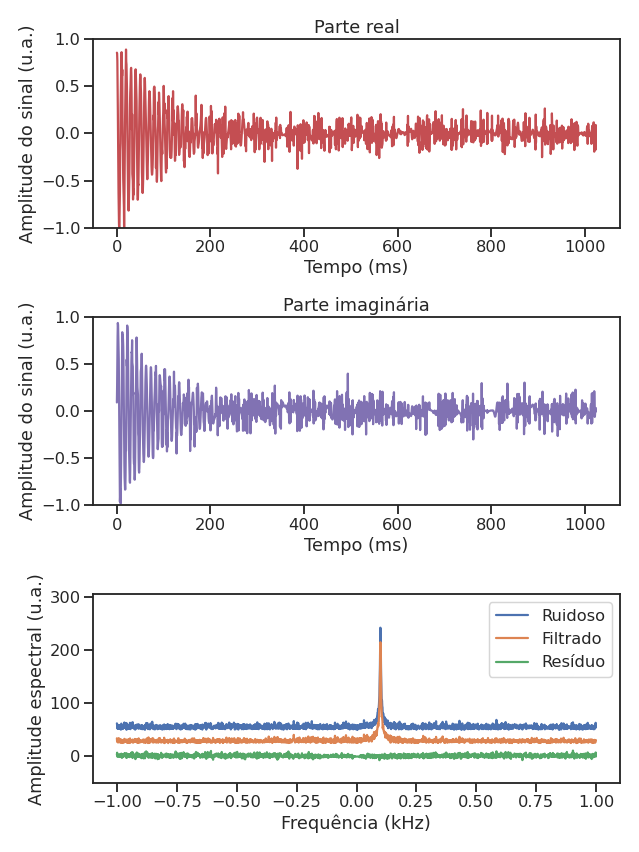 Parte real
Amplitude do sinal (u.a.)
1.0
0.5
0.0
−0.5
−1.0
0 200 400 600 800 1000
Tempo (ms)
Parte imaginária
Amplitude do sinal (u.a.)
1.0
0.5
0.0
−0.5
−1.0
0 200 400 600 800 1000
Tempo (ms)
Amplitude espectral (u.a.)
300
200
100
0
Ruidoso
Filtrado
Resíduo
−1.00 −0.75 −0.50 −0.25 0.00 0.25 0.50 0.75 1.00
Frequência (kHz)